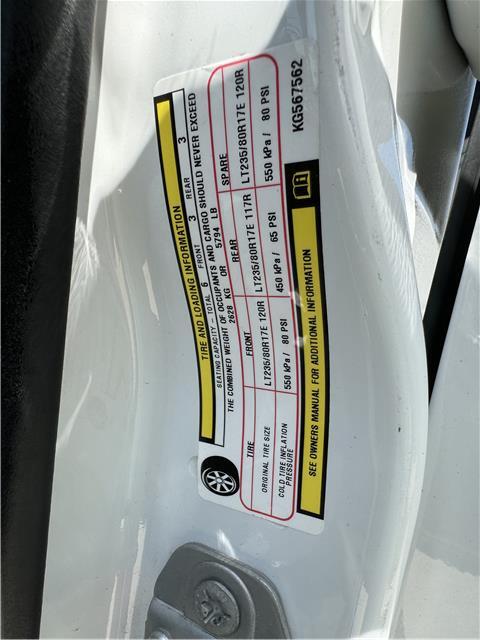 TIRE AND LOADING INFORMATION
SEATING CAPACITY - TOTAL 6 FRONT 3 REAR 3
THE COMBINED WEIGHT OF OCCUPANTS AND CARGO SHOULD NEVER EXCEED
2628 KG OR 5794 LB
TIRE FRONT REAR SPARE
ORIGINAL TIRE SIZE LT235/80R17E 120R LT235/80R17E 117R LT235/80R17E 120R
COLD TIRE INFLATION
PRESSURE
550 kPa / 80 PSI 450 kPa / 65 PSI 550 kPa / 80 PSI
SEE OWNERS MANUAL FOR ADDITIONAL INFORMATION
KG567562